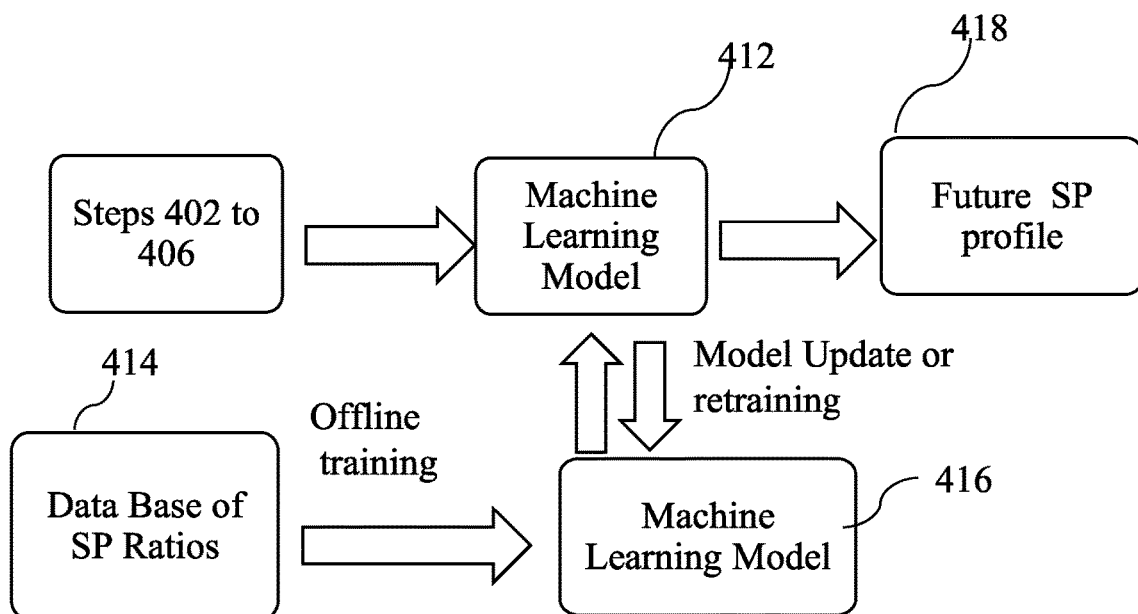 412
418
Steps 402 to
406
Machine
Learning
Model
Future SP
profile
414
Offline
training
Model Update or
retraining
Data Base of
SP Ratios
Machine
Learning Model
416